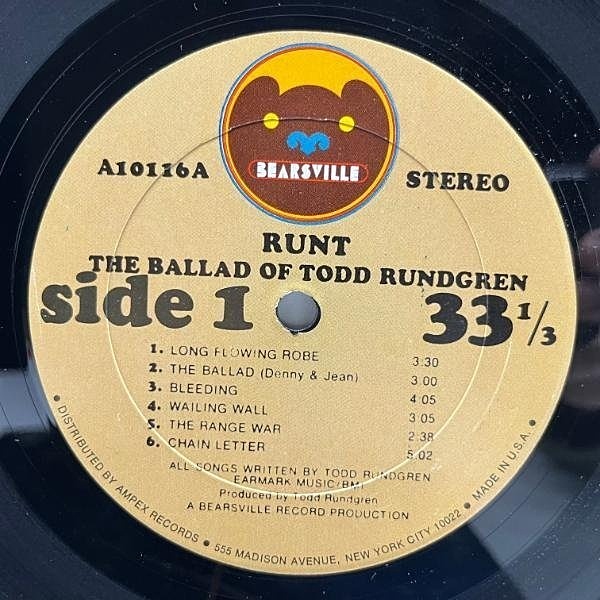 BEARSVILLE
A10116A
STEREO
RUNT
THE BALLAD OF TODD RUNDGREN
side 1
33 1/3
1. LONG FLOWING ROBE 3:30
2. THE BALLAD (Denny & Jean) 3:00
3. BLEEDING 4:05
4. WAILING WALL 3:05
5. THE RANGE WAR 2:38
6. CHAIN LETTER 5:02
ALL SONGS WRITTEN BY TODD RUNDGREN
EARMARK MUSIC/BMI
Produced by Todd Rundgren
A BEARSVILLE RECORD PRODUCTION
• DISTRIBUTED BY AMPEX RECORDS • 555 MADISON AVENUE, NEW YORK CITY 10022 • MADE IN U.S.A. •